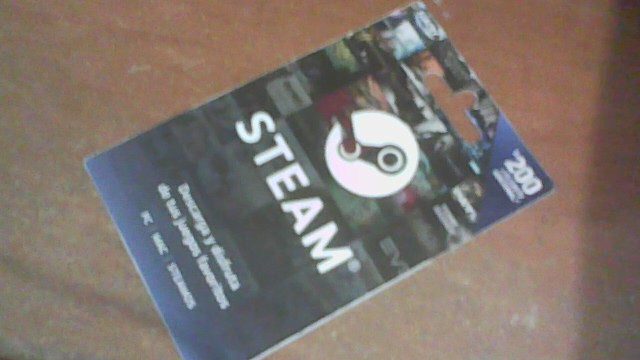 200
STEAM®
Descarga y disfruta
de tus juegos favoritos
PC | MAC | STEAMOS